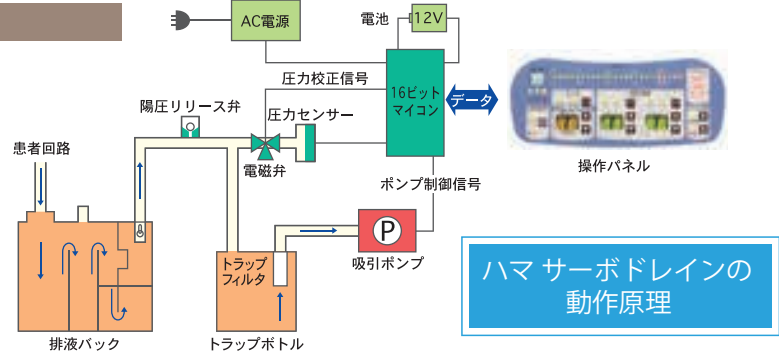 AC電源
電池
12V
圧力校正信号
16ビット
マイコン
データ
陽圧リリース弁
圧力センサー
患者回路
電磁弁
操作パネル
ポンプ制御信号
P
吸引ポンプ
トラップ
フィルタ
ハマ サーボドレインの
動作原理
排液バック
トラップボトル